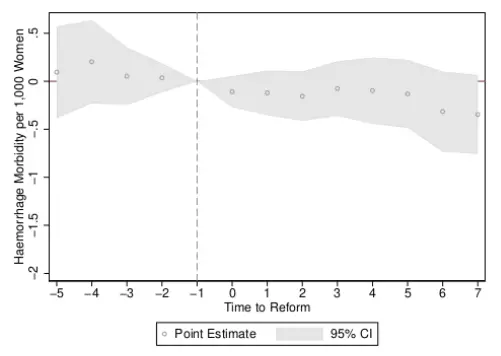 Haemorrhage Morbidity per 1,000 Women
.5
0
−.5
−1
−1.5
−2
−5 −4 −3 −2 −1 0 1 2 3 4 5 6 7
Time to Reform
Point Estimate 95% CI